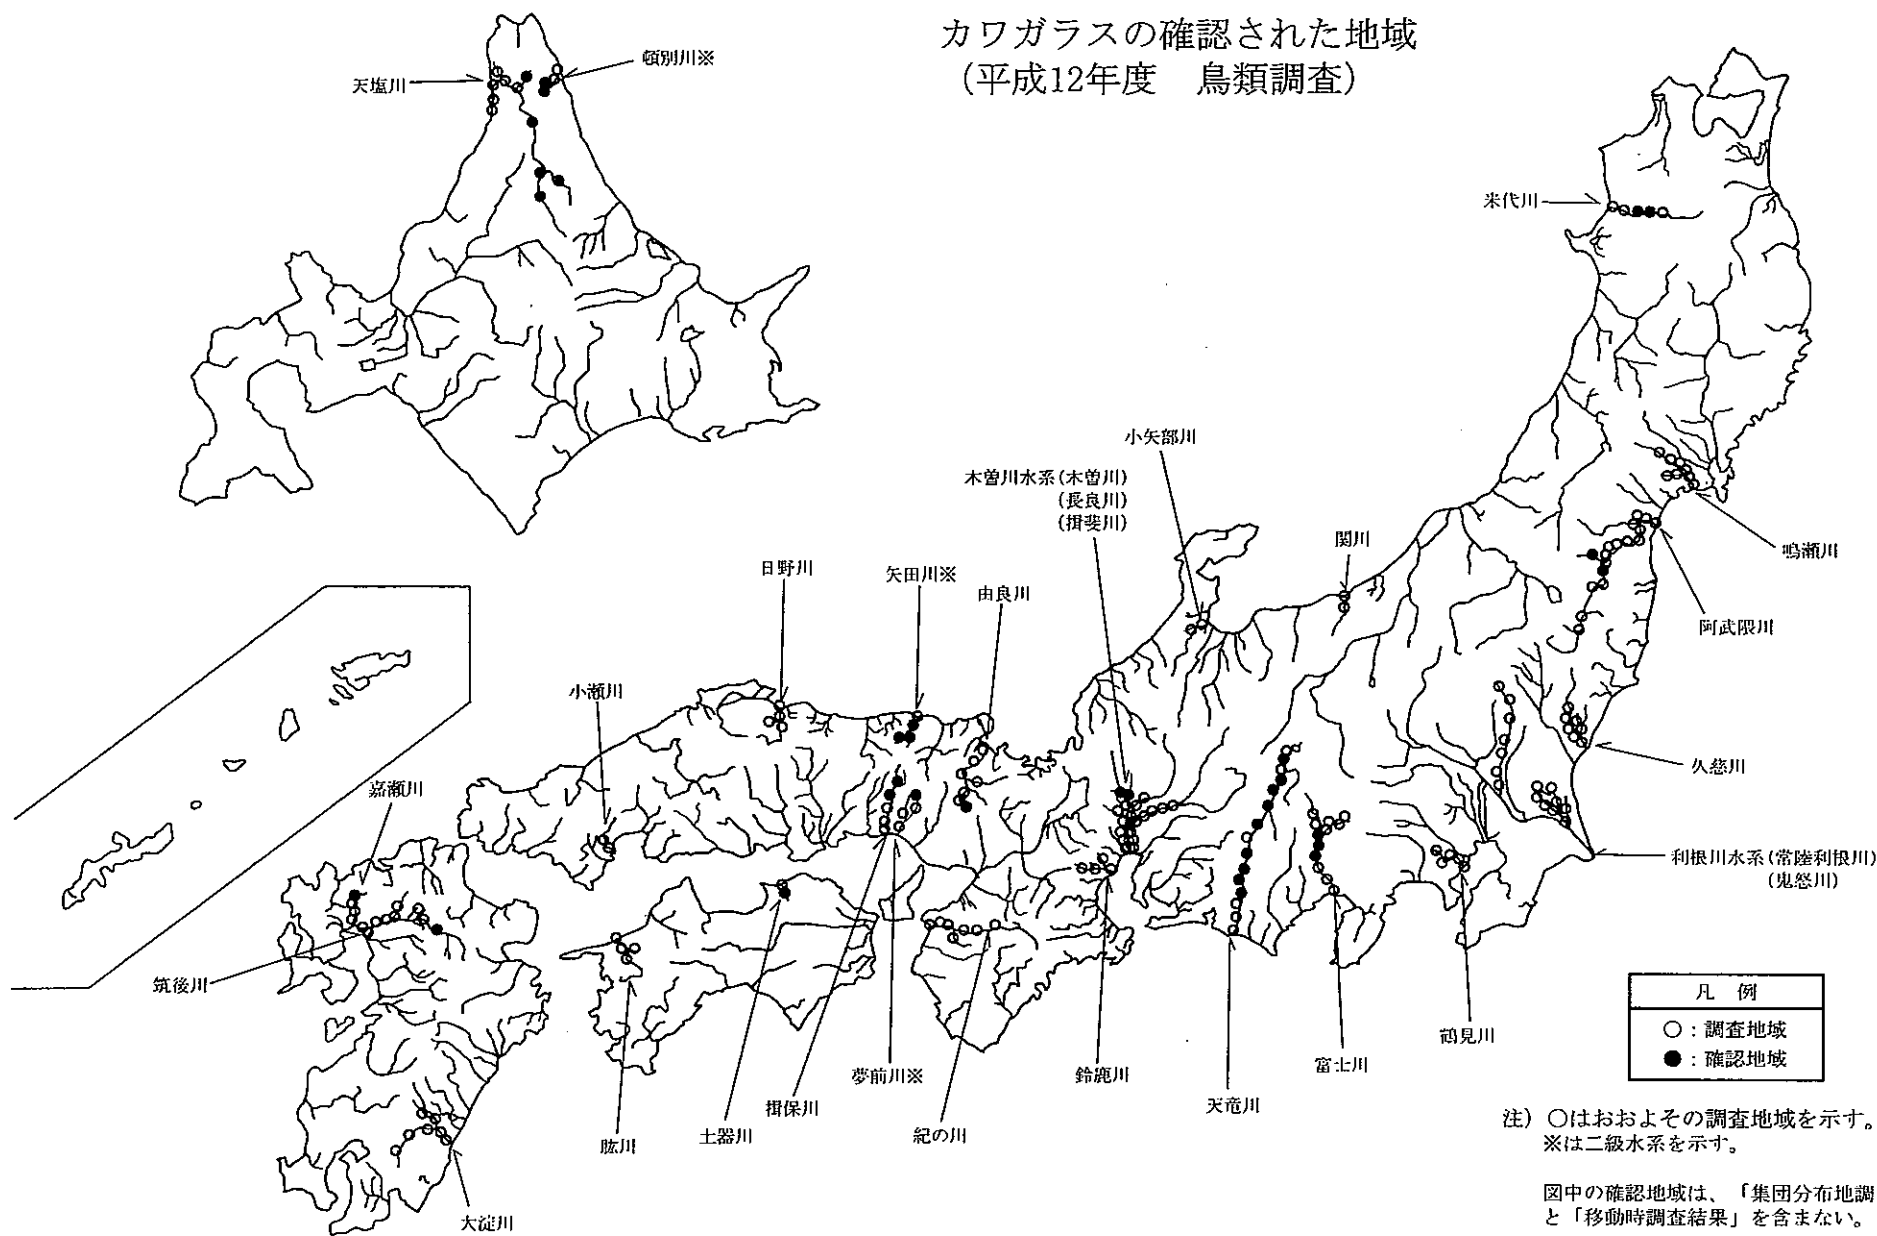 カワガラスの確認された地域
(平成12年度 鳥類調査)
頓別川※
天塩川
米代川
小矢部川
木曽川水系(木曽川)
(長良川)
(揖斐川)
関川
鳴瀬川
日野川
矢田川※
由良川
阿武隈川
小瀬川
久慈川
嘉瀬川
利根川水系(常陸利根川)
(鬼怒川)
筑後川
凡 例
○:調査地域
●:確認地域
鶴見川
富士川
夢前川※
鈴鹿川
天竜川
揖保川
土器川
紀の川
肱川
大淀川
注) ○はおおよその調査地域を示す。
※は二級水系を示す。
図中の確認地域は、「集団分布地調
と「移動時調査結果」を含まない。